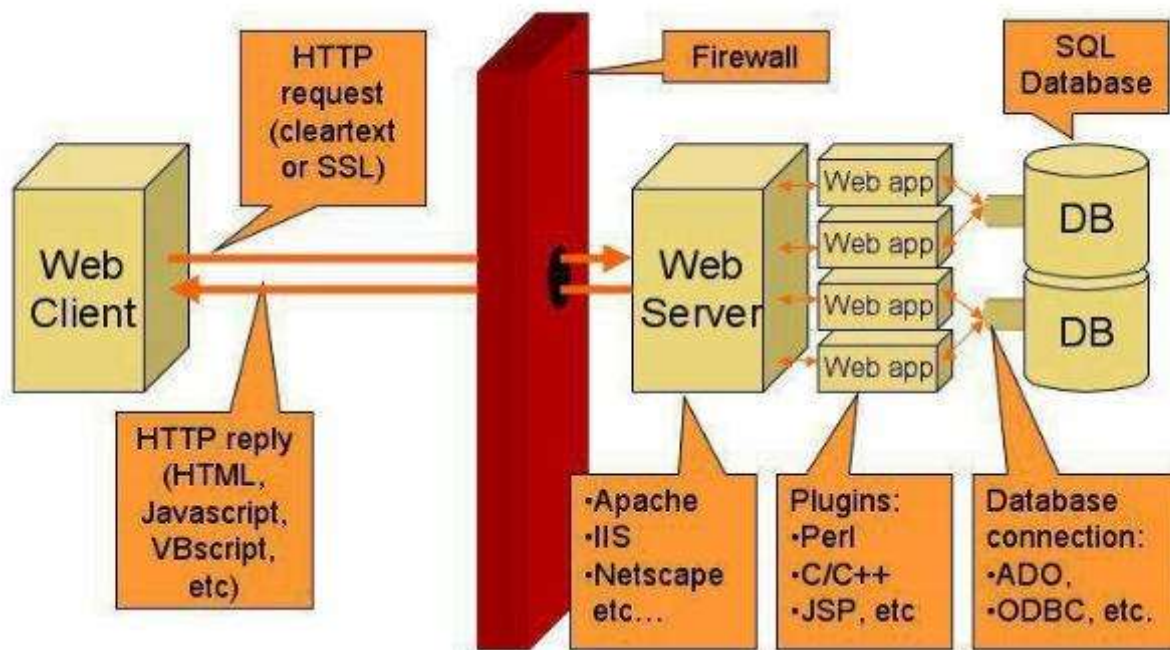 HTTP
request
(cleartext
or SSL)
Firewall
SQL
Database
Web
Client
Web
Server
Web app
Web app
Web app
Web app
DB
DB
HTTP reply
(HTML,
Javascript,
VBscript,
etc)
•Apache
•IIS
•Netscape
etc…
Plugins:
•Perl
•C/C++
•JSP, etc
Database
connection:
•ADO,
•ODBC, etc.